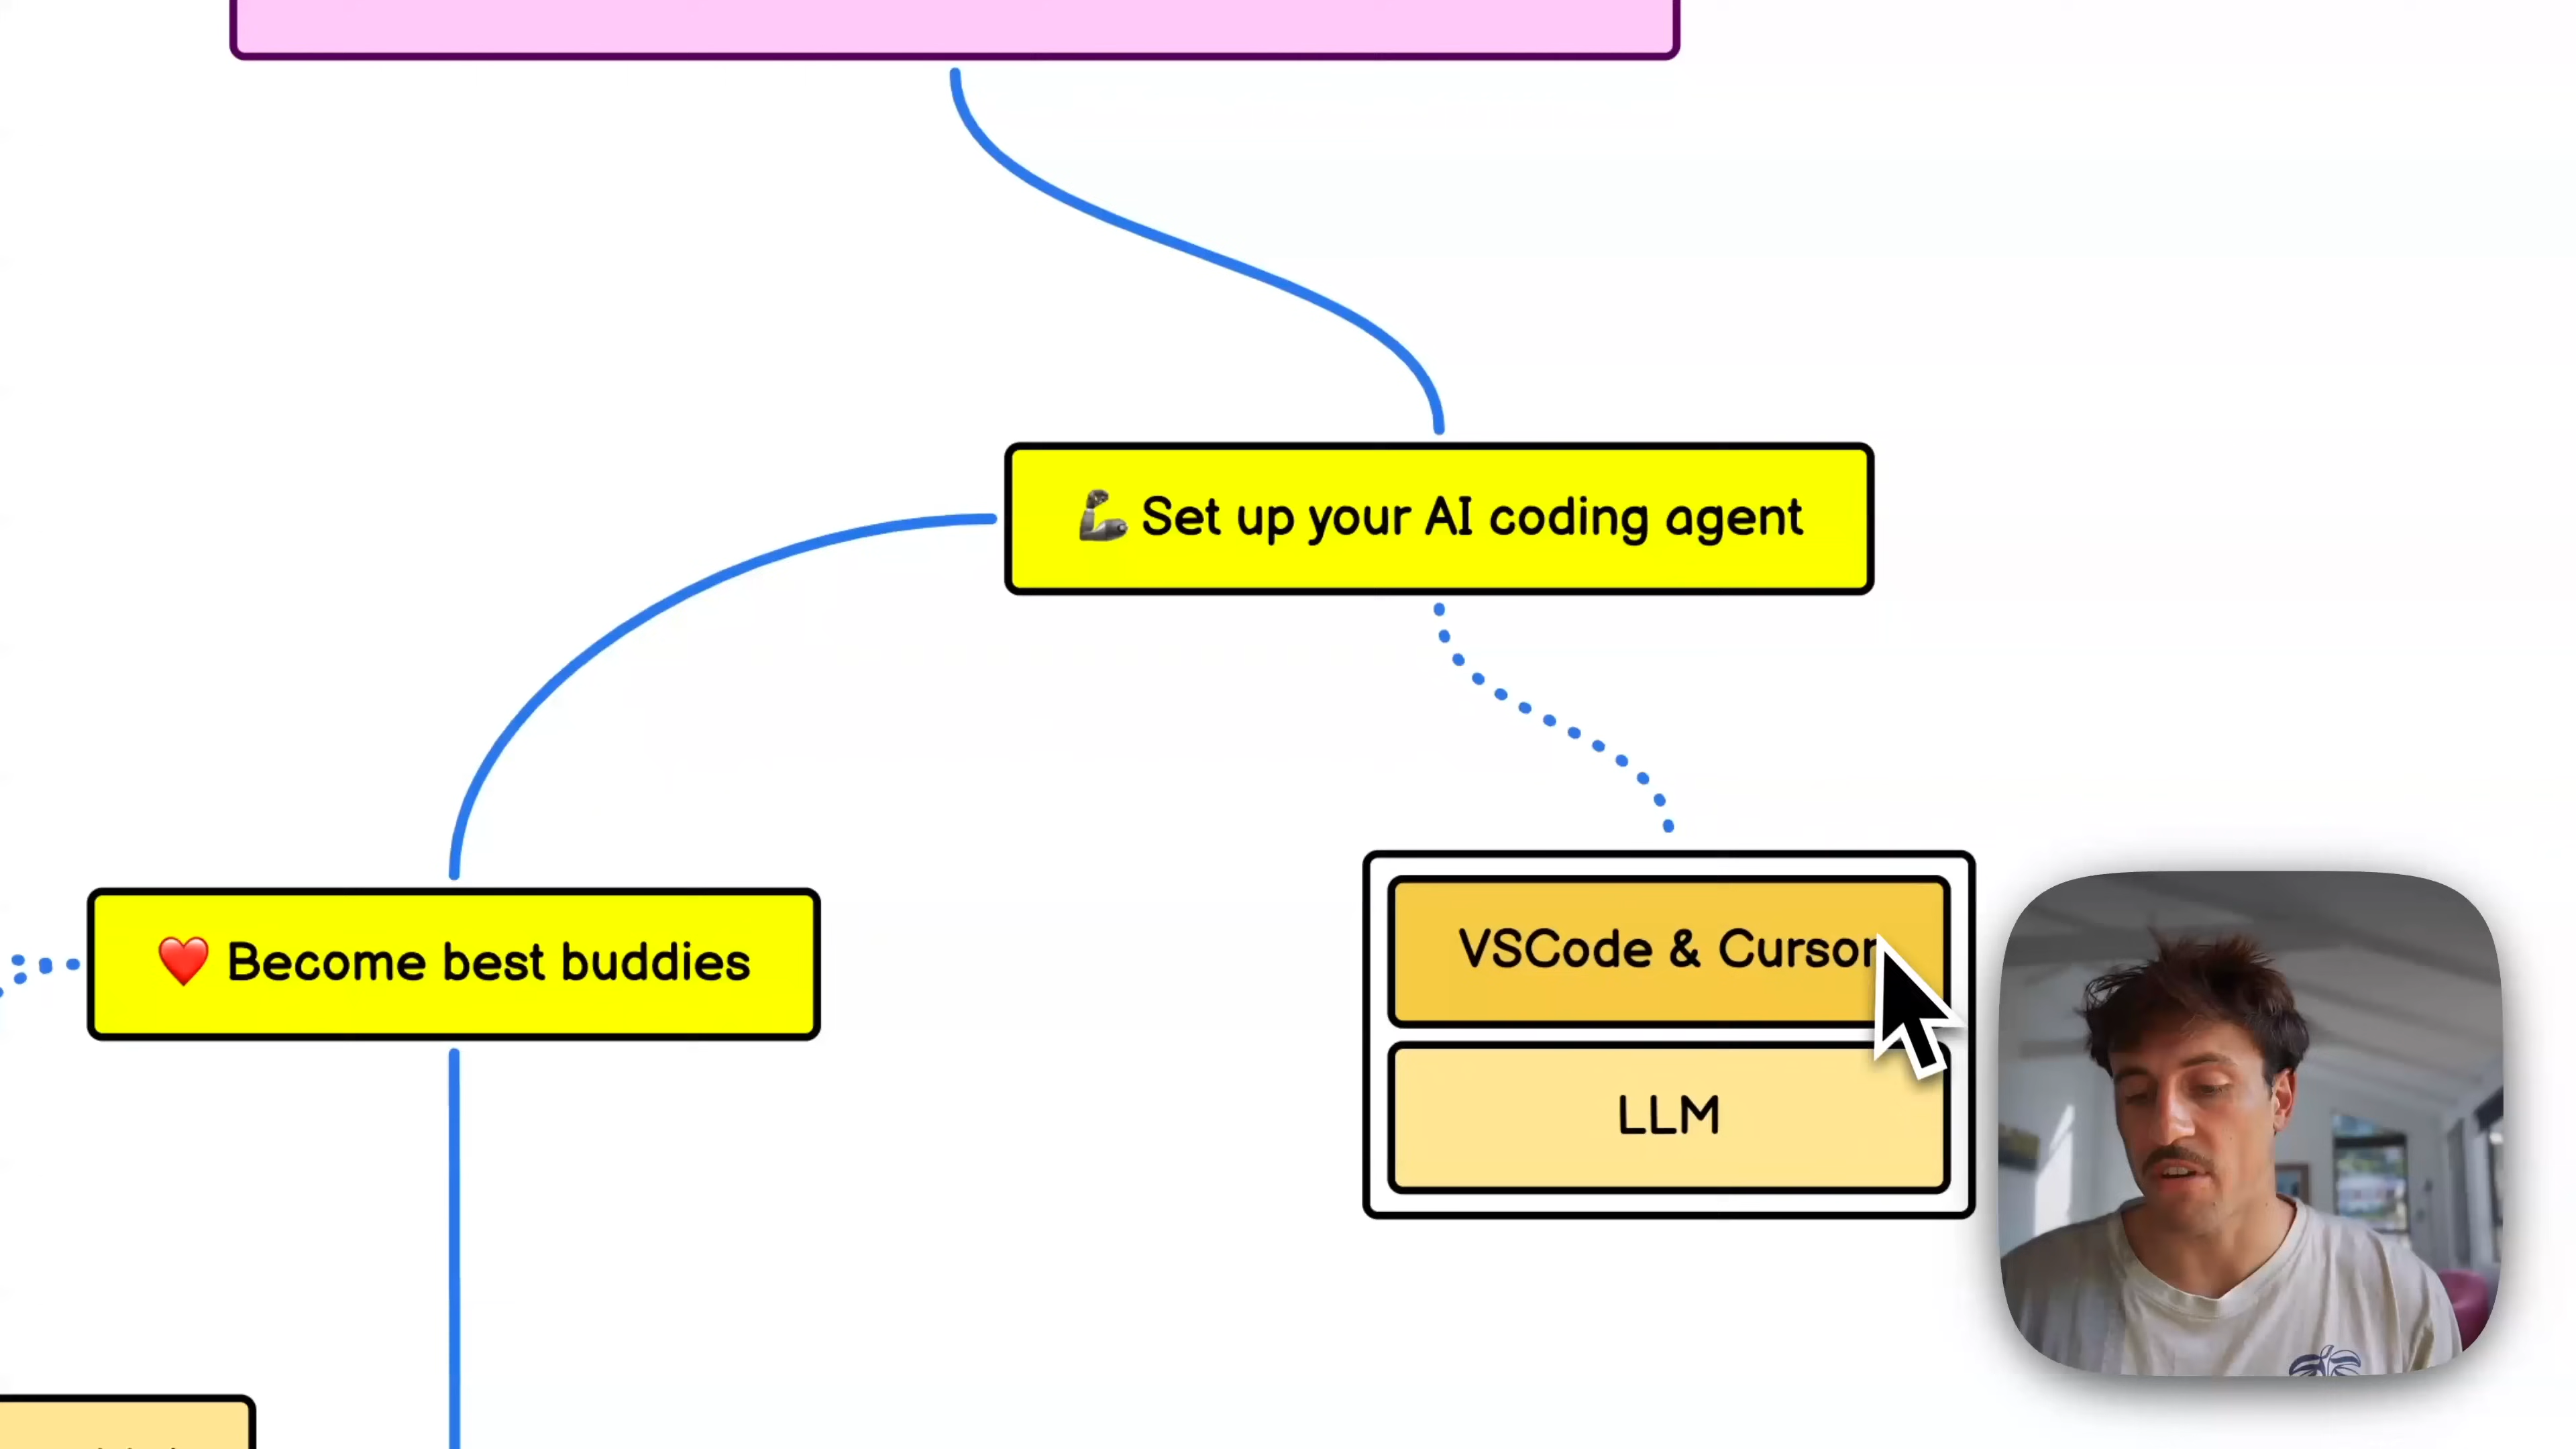 🦾 Set up your AI coding agent
❤️ Become best buddies
VSCode & Cursor
LLM